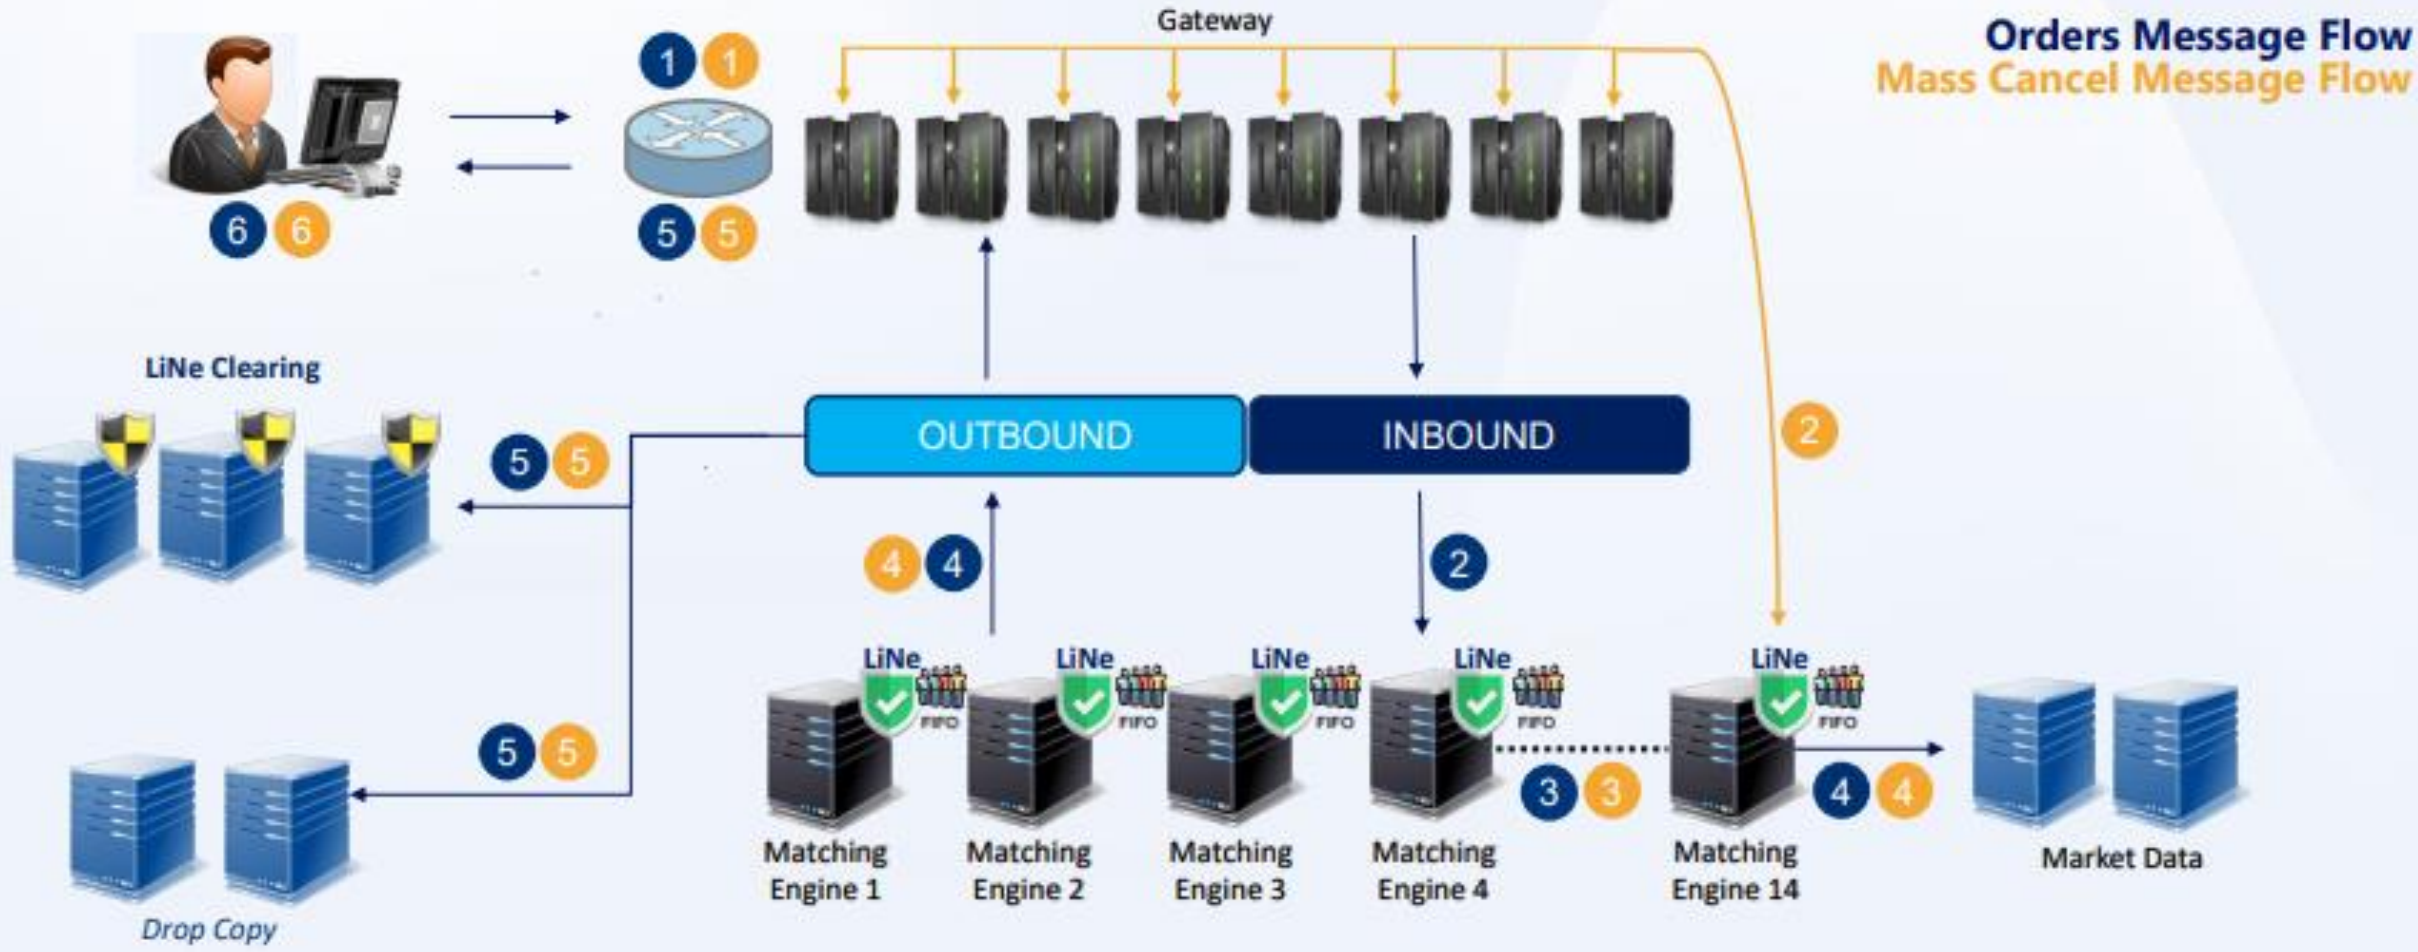 Gateway
Orders Message Flow
Mass Cancel Message Flow
1 1
6 6
5 5
LiNe Clearing
OUTBOUND
INBOUND
2
5 5
4 4
2
LiNe
LiNe
LiNe
LiNe
LiNe
FIFO
FIFO
FIFO
FIFO
FIFO
5 5
3 3
4 4
Matching
Engine 1
Matching
Engine 2
Matching
Engine 3
Matching
Engine 4
Matching
Engine 14
Market Data
Drop Copy